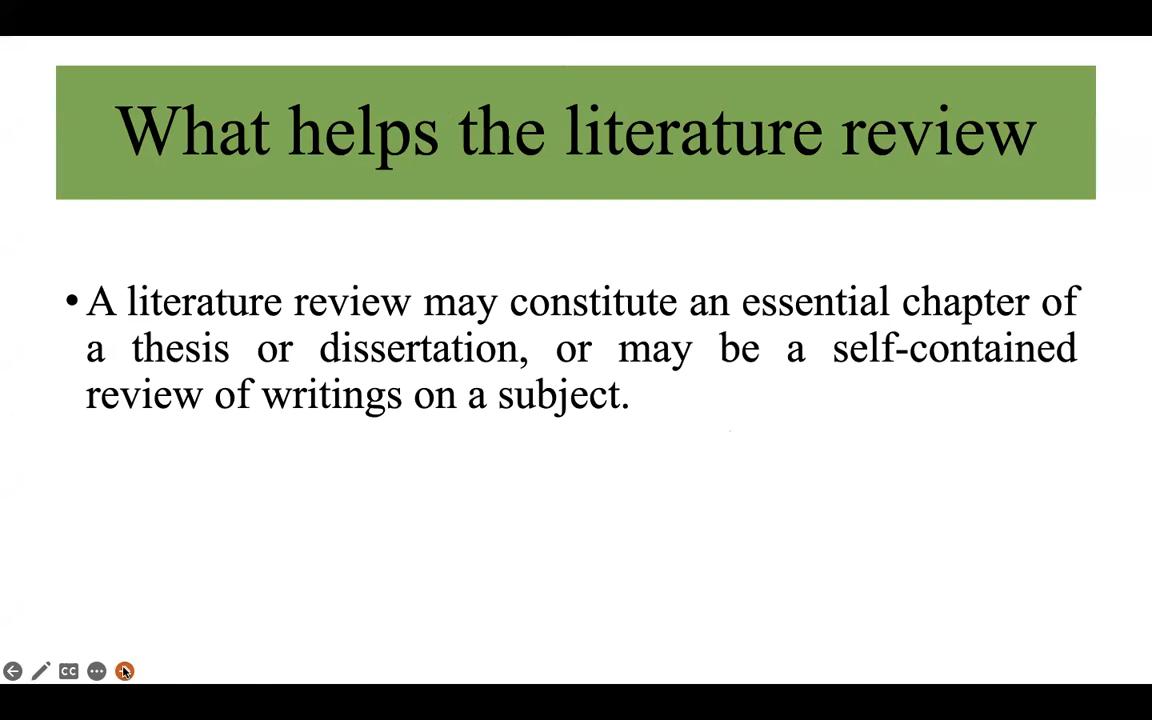 What helps the literature review
• A literature review may constitute an essential chapter of
a thesis or dissertation, or may be a self-contained
review of writings on a subject.
CC